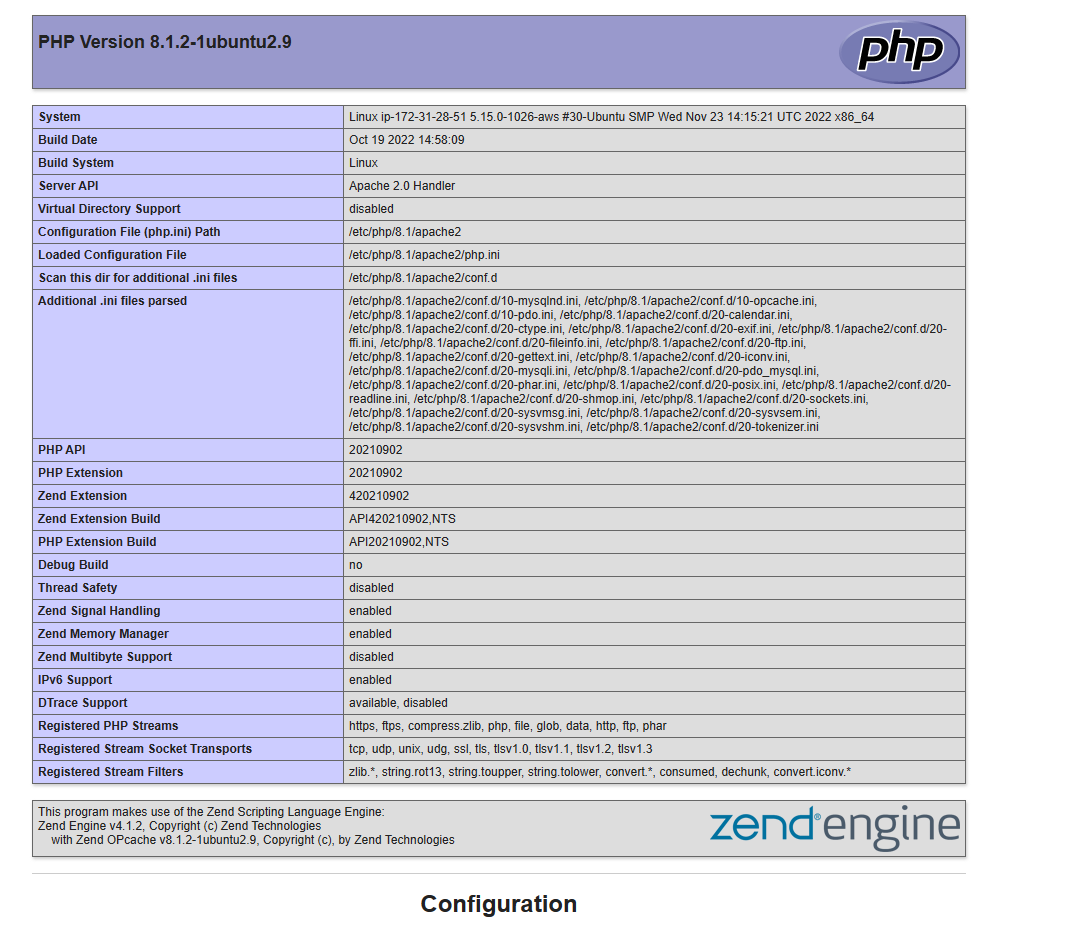 PHP Version 8.1.2-1ubuntu2.9
php
System Linux ip-172-31-28-51 5.15.0-1026-aws #30-Ubuntu SMP Wed Nov 23 14:15:21 UTC 2022 x86_64
Build Date Oct 19 2022 14:58:09
Build System Linux
Server API Apache 2.0 Handler
Virtual Directory Support disabled
Configuration File (php.ini) Path /etc/php/8.1/apache2
Loaded Configuration File /etc/php/8.1/apache2/php.ini
Scan this dir for additional .ini files /etc/php/8.1/apache2/conf.d
Additional .ini files parsed /etc/php/8.1/apache2/conf.d/10-mysqlnd.ini, /etc/php/8.1/apache2/conf.d/10-opcache.ini,
/etc/php/8.1/apache2/conf.d/10-pdo.ini, /etc/php/8.1/apache2/conf.d/20-calendar.ini,
/etc/php/8.1/apache2/conf.d/20-ctype.ini, /etc/php/8.1/apache2/conf.d/20-exif.ini, /etc/php/8.1/apache2/conf.d/20-
ffi.ini, /etc/php/8.1/apache2/conf.d/20-fileinfo.ini, /etc/php/8.1/apache2/conf.d/20-ftp.ini,
/etc/php/8.1/apache2/conf.d/20-gettext.ini, /etc/php/8.1/apache2/conf.d/20-iconv.ini,
/etc/php/8.1/apache2/conf.d/20-mysqli.ini, /etc/php/8.1/apache2/conf.d/20-pdo_mysql.ini,
/etc/php/8.1/apache2/conf.d/20-phar.ini, /etc/php/8.1/apache2/conf.d/20-posix.ini, /etc/php/8.1/apache2/conf.d/20-
readline.ini, /etc/php/8.1/apache2/conf.d/20-shmop.ini, /etc/php/8.1/apache2/conf.d/20-sockets.ini,
/etc/php/8.1/apache2/conf.d/20-sysvmsg.ini, /etc/php/8.1/apache2/conf.d/20-sysvsem.ini,
/etc/php/8.1/apache2/conf.d/20-sysvshm.ini, /etc/php/8.1/apache2/conf.d/20-tokenizer.ini
PHP API 20210902
PHP Extension 20210902
Zend Extension 420210902
Zend Extension Build API420210902,NTS
PHP Extension Build API20210902,NTS
Debug Build no
Thread Safety disabled
Zend Signal Handling enabled
Zend Memory Manager enabled
Zend Multibyte Support disabled
IPv6 Support enabled
DTrace Support available, disabled
Registered PHP Streams https, ftps, compress.zlib, php, file, glob, data, http, ftp, phar
Registered Stream Socket Transports tcp, udp, unix, udg, ssl, tls, tlsv1.0, tlsv1.1, tlsv1.2, tlsv1.3
Registered Stream Filters zlib.*, string.rot13, string.toupper, string.tolower, convert.*, consumed, dechunk, convert.iconv.*
This program makes use of the Zend Scripting Language Engine:
Zend Engine v4.1.2, Copyright (c) Zend Technologies
with Zend OPcache v8.1.2-1ubuntu2.9, Copyright (c), by Zend Technologies
zend® engine
Configuration